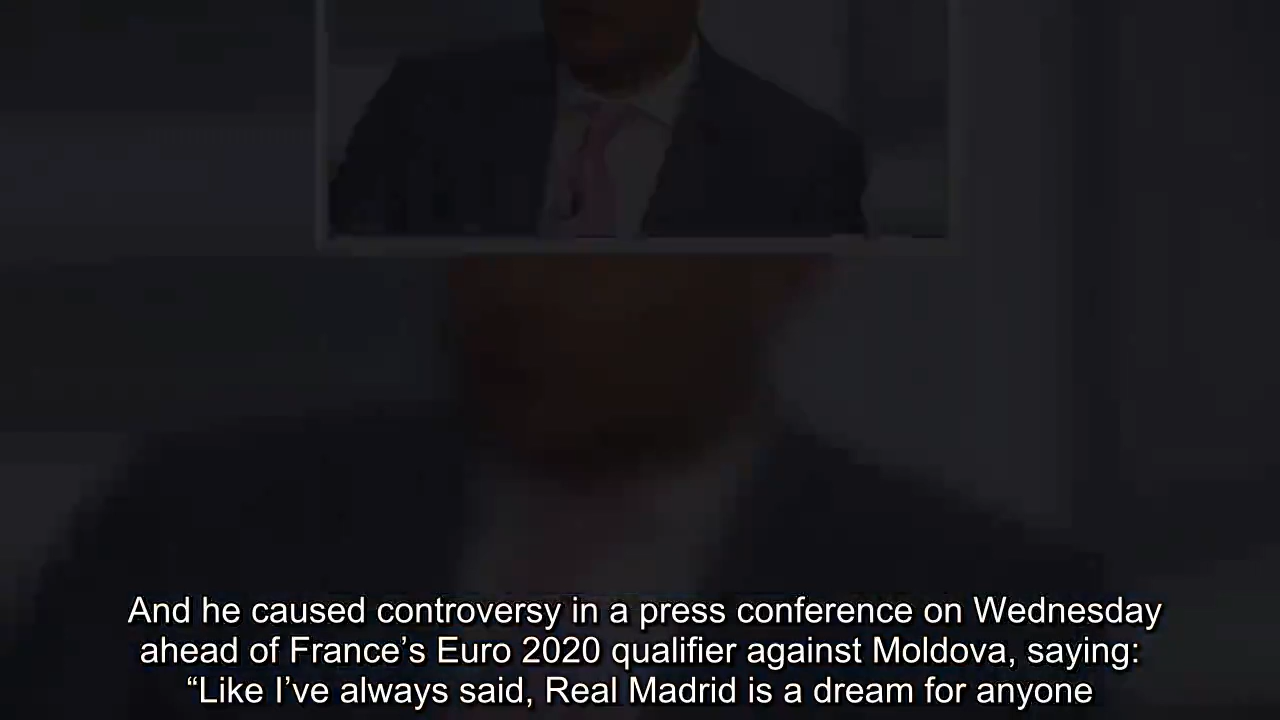 And he caused controversy in a press conference on Wednesday
ahead of France’s Euro 2020 qualifier against Moldova, saying:
“Like I’ve always said, Real Madrid is a dream for anyone